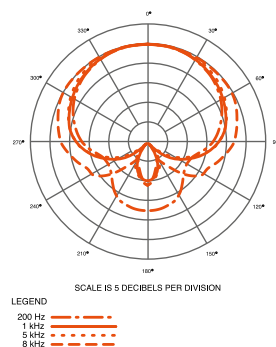 0°
330°
30°
300°
60°
270°
9
240°
120°
210°
150°
180°
SCALE IS 5 DECIBELS PER DIVISION
LEGEND
200 Hz
1 kHz
5 kHz
8 kHz